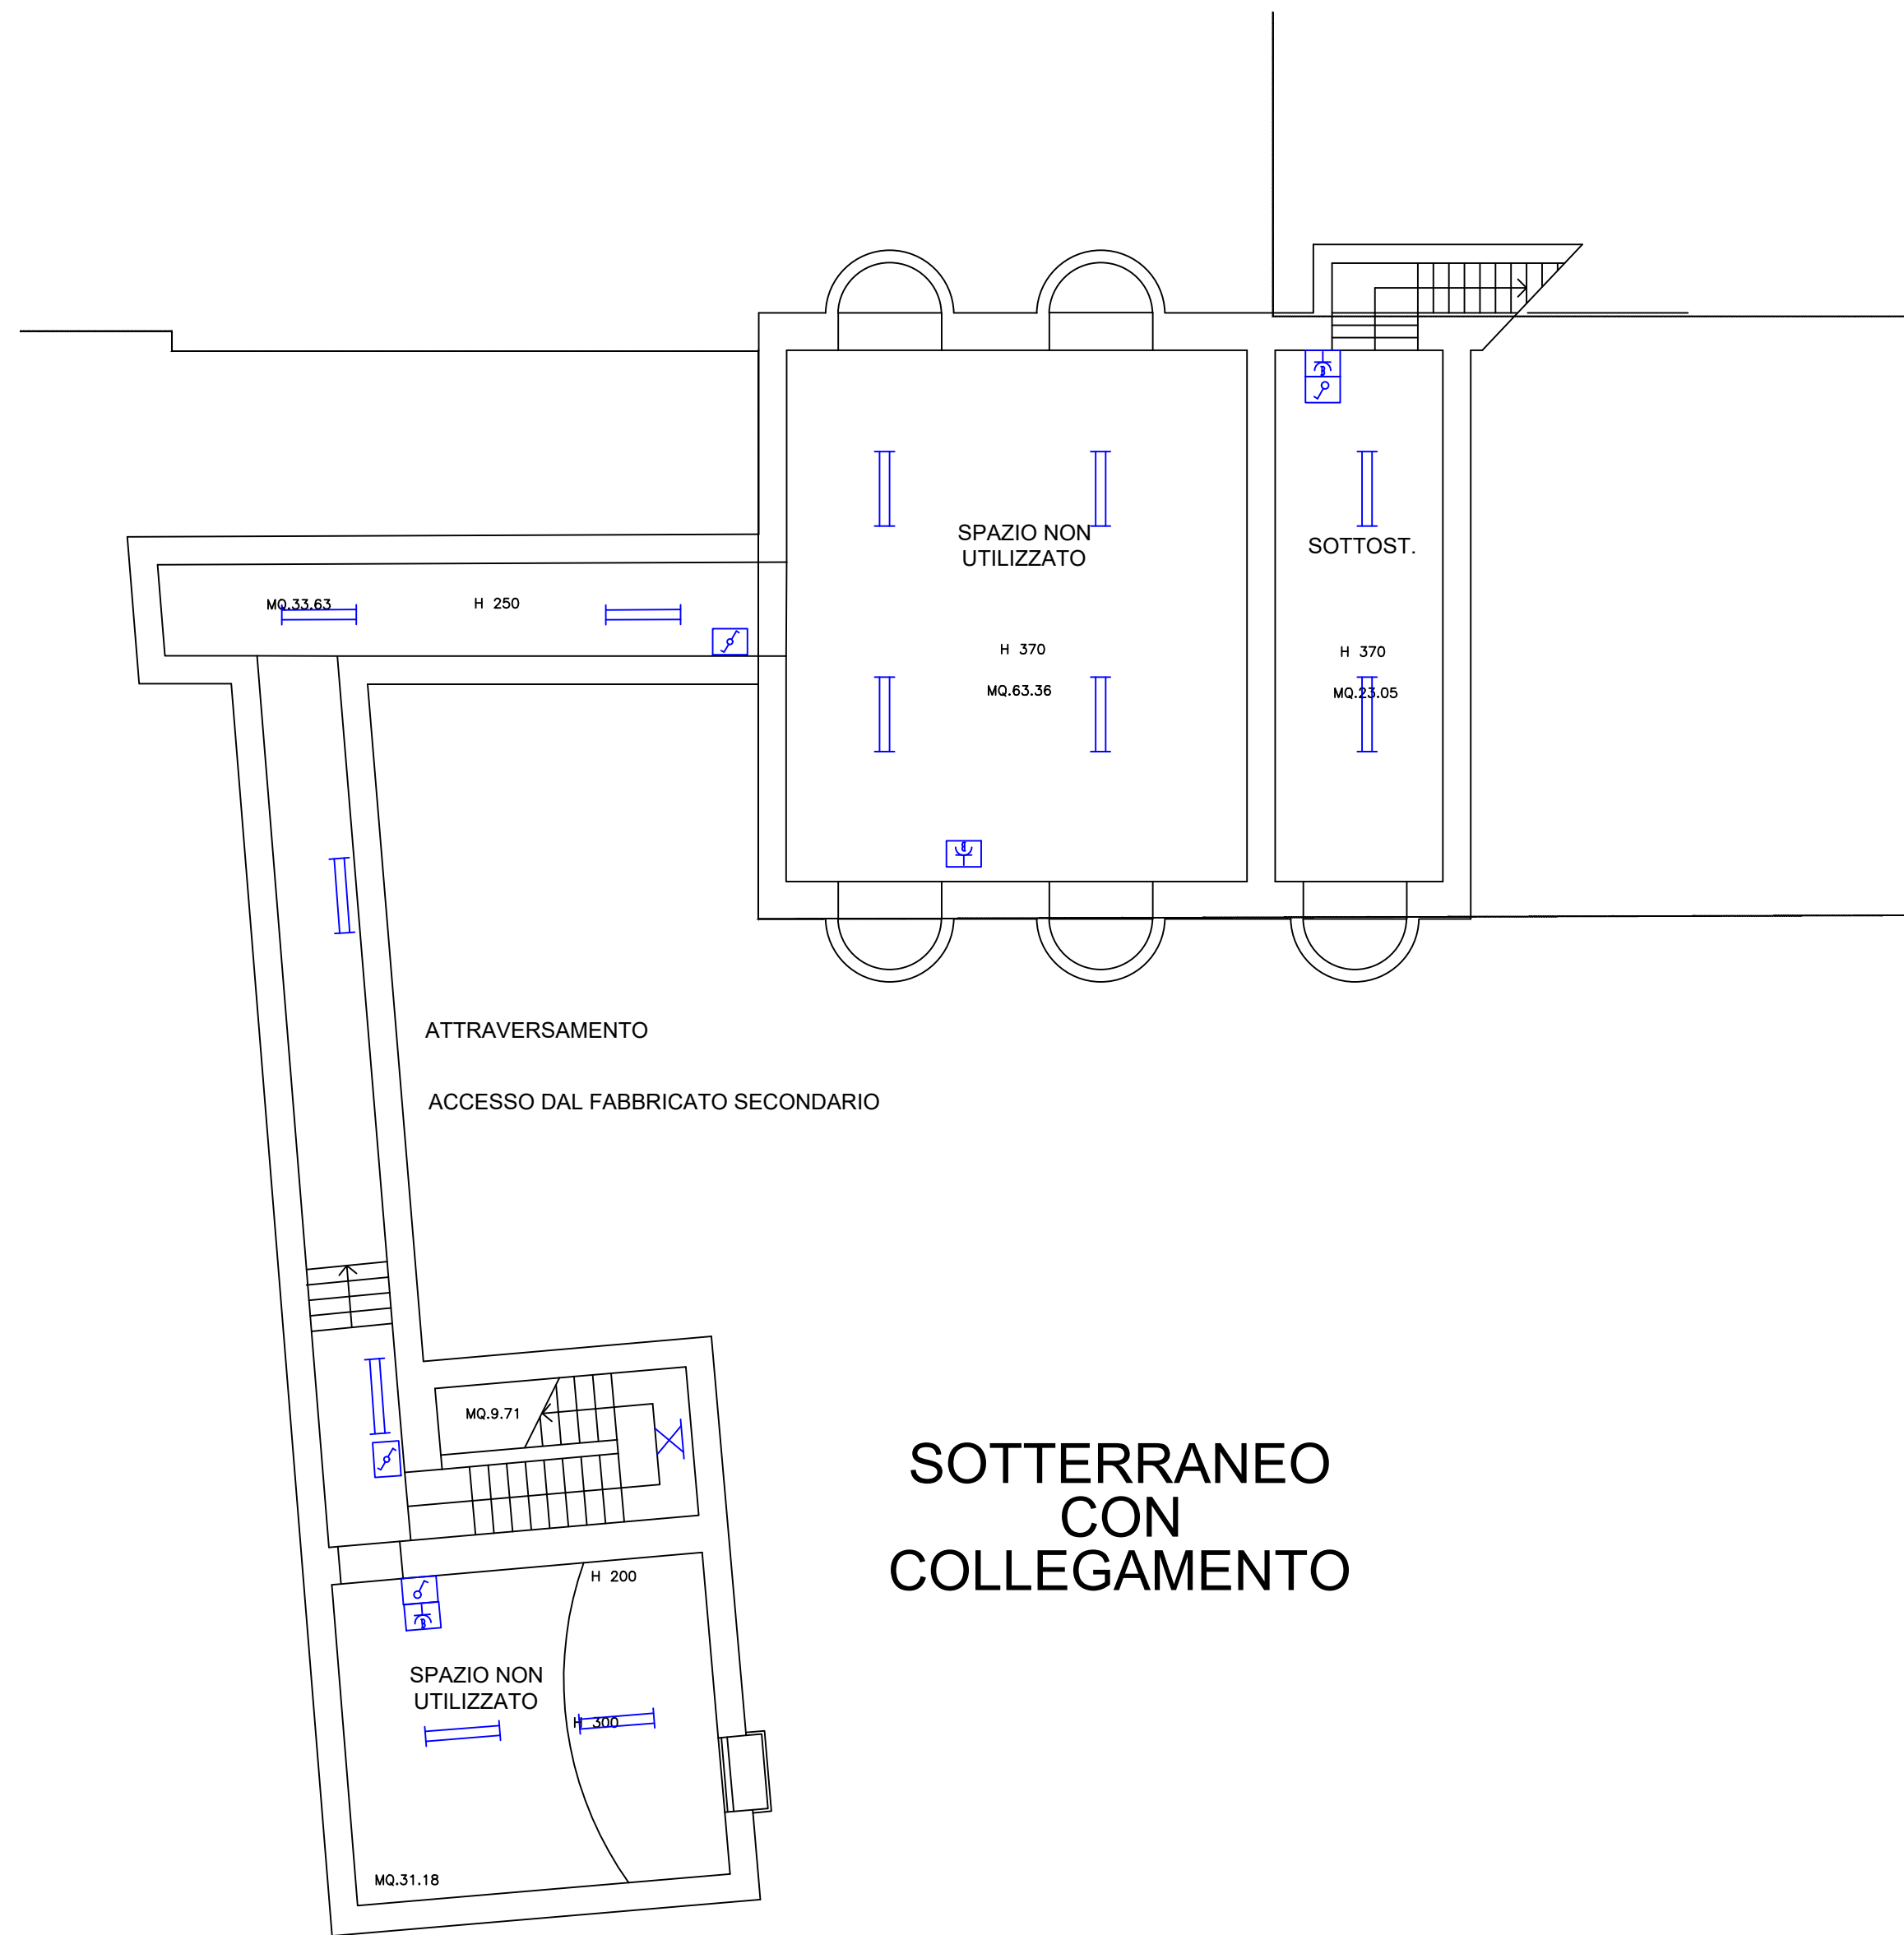 SPAZIO NON
UTILIZZATO
SOTTOST.
MQ.33.63
H 250
H 370
MQ.63.36
H 370
MQ.23.05
B
B
ATTRAVERSAMENTO
ACCESSO DAL FABBRICATO SECONDARIO
MQ.9.71
SOTTERRANEO
CON
COLLEGAMENTO
H 200
B
SPAZIO NON
UTILIZZATO
H 300
MQ.31.18